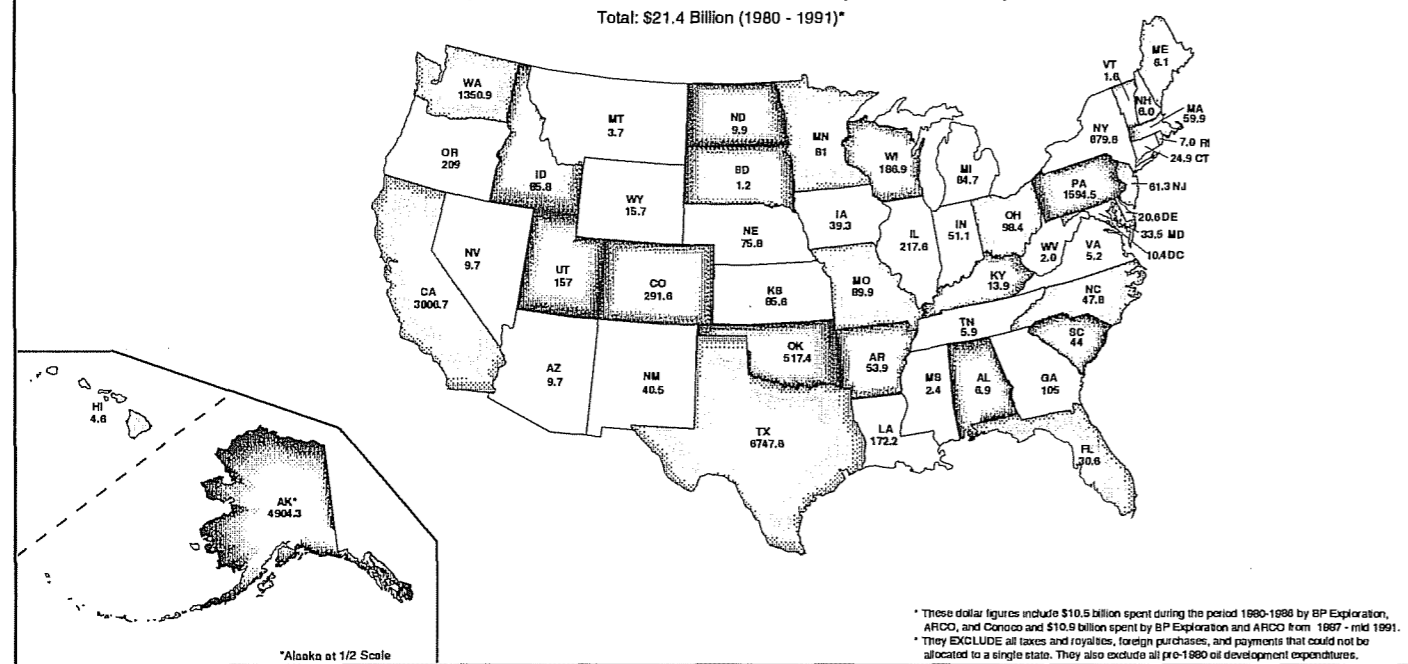 Total: $21.4 Billion (1980 - 1991)*
ME
6.1
VT
1.6
NH
6.0
MA
59.9
7.0 RI
24.9 CT
NY
679.8
WA
1350.9
MT
3.7
ND
9.9
MN
61
OR
209
ID
65.8
SD
1.2
WI
186.9
MI
64.7
PA
1594.5
61.3 NJ
WY
15.7
IA
39.3
OH
98.4
20.6 DE
33.5 MD
10.4 DC
NE
75.8
IL
217.6
IN
51.1
WV
2.0
VA
5.2
NV
9.7
UT
157
CO
291.6
CA
3006.7
KS
85.6
MO
89.9
KY
13.9
NC
47.8
TN
5.9
SC
44
AZ
9.7
NM
40.5
OK
517.4
AR
53.9
MS
2.4
AL
6.9
GA
105
TX
6747.8
LA
172.2
FL
30.6
HI
4.6
AK*
4904.3
*Alaska at 1/2 Scale
* These dollar figures include $10.5 billion spent during the period 1980-1986 by BP Exploration,
ARCO, and Conoco and $10.9 billion spent by BP Exploration and ARCO from 1987 - mid 1991.
* They EXCLUDE all taxes and royalties, foreign purchases, and payments that could not be
allocated to a single state. They also exclude all pre-1980 oil development expenditures.